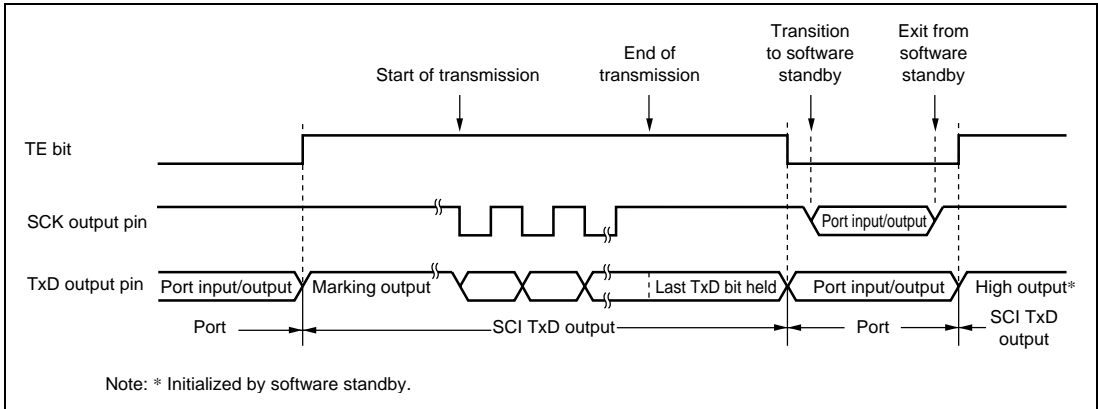 Transition
to software
standby
Exit from
software
standby
End of
transmission
Start of transmission
TE bit
SCK output pin
Port input/output
TxD output pin
Port input/output
Marking output
Last TxD bit held
Port input/output
High output*
Port
SCI TxD output
Port
SCI TxD
output
Note: * Initialized by software standby.